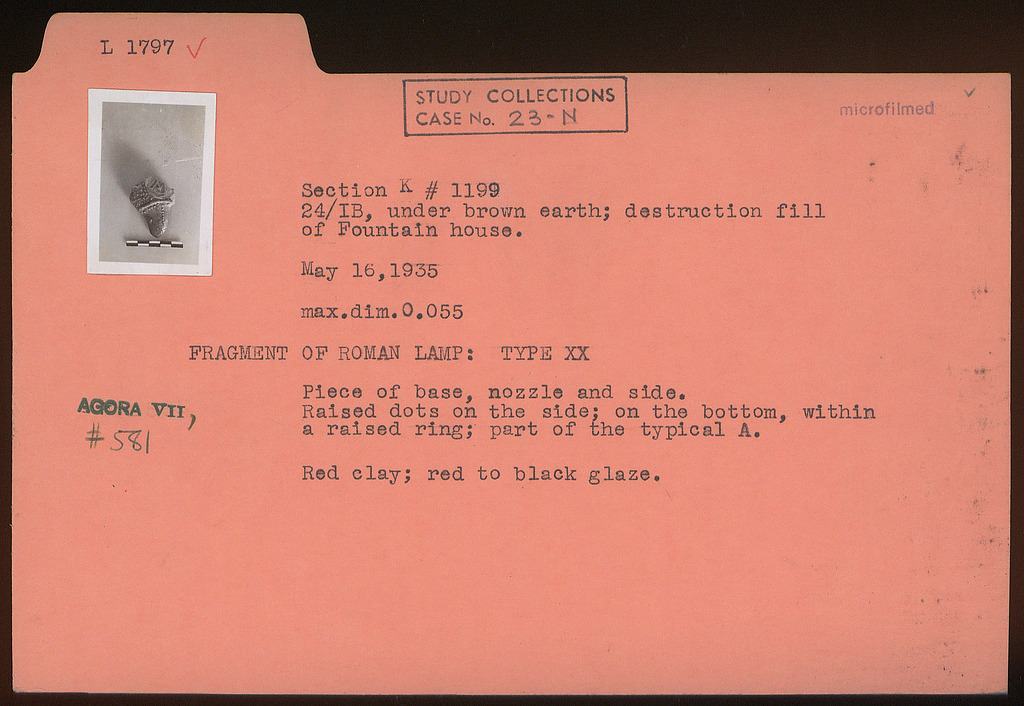 L 1797 ✓
STUDY COLLECTIONS
CASE No. 23-N
microfilmed ✓
Section K # 1199
24/IB, under brown earth; destruction fill
of Fountain house.
May 16,1935
max.dim.0.055
FRAGMENT OF ROMAN LAMP: TYPE XX
Piece of base, nozzle and side.
Raised dots on the side; on the bottom, within
a raised ring; part of the typical A.
AGORA VII,
# 581
Red clay; red to black glaze.